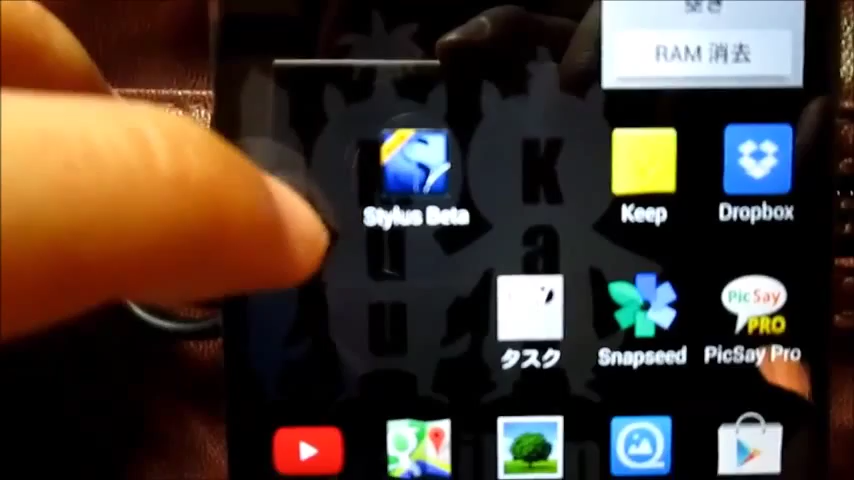 RAM 消去
K
a
u
Stylus Beta
Keep
Dropbox
タスク
Snapseed
PicSay
PRO
PicSay Pro